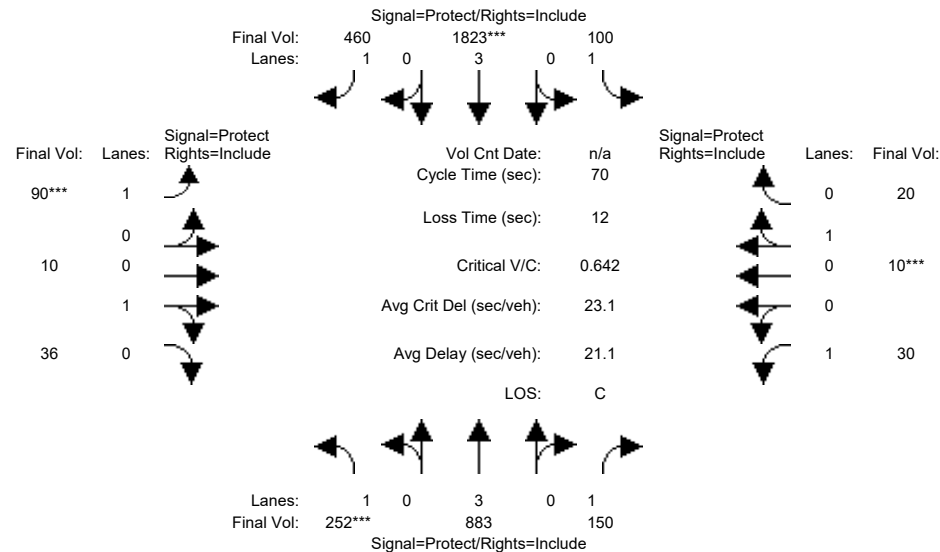 Signal=Protect/Rights=Include
Final Vol: 460 1823*** 100
Lanes: 1 0 3 0 1
Signal=Protect Signal=Protect
Final Vol: Lanes: Rights=Include Vol Cnt Date: n/a Rights=Include Lanes: Final Vol:
Cycle Time (sec): 70
90*** 1 0 20
Loss Time (sec): 12
0 1
10 0 Critical V/C: 0.642 0 10***
1 Avg Crit Del (sec/veh): 23.1 0
36 0 Avg Delay (sec/veh): 21.1 1 30
LOS: C
Lanes: 1 0 3 0 1
Final Vol: 252*** 883 150
Signal=Protect/Rights=Include